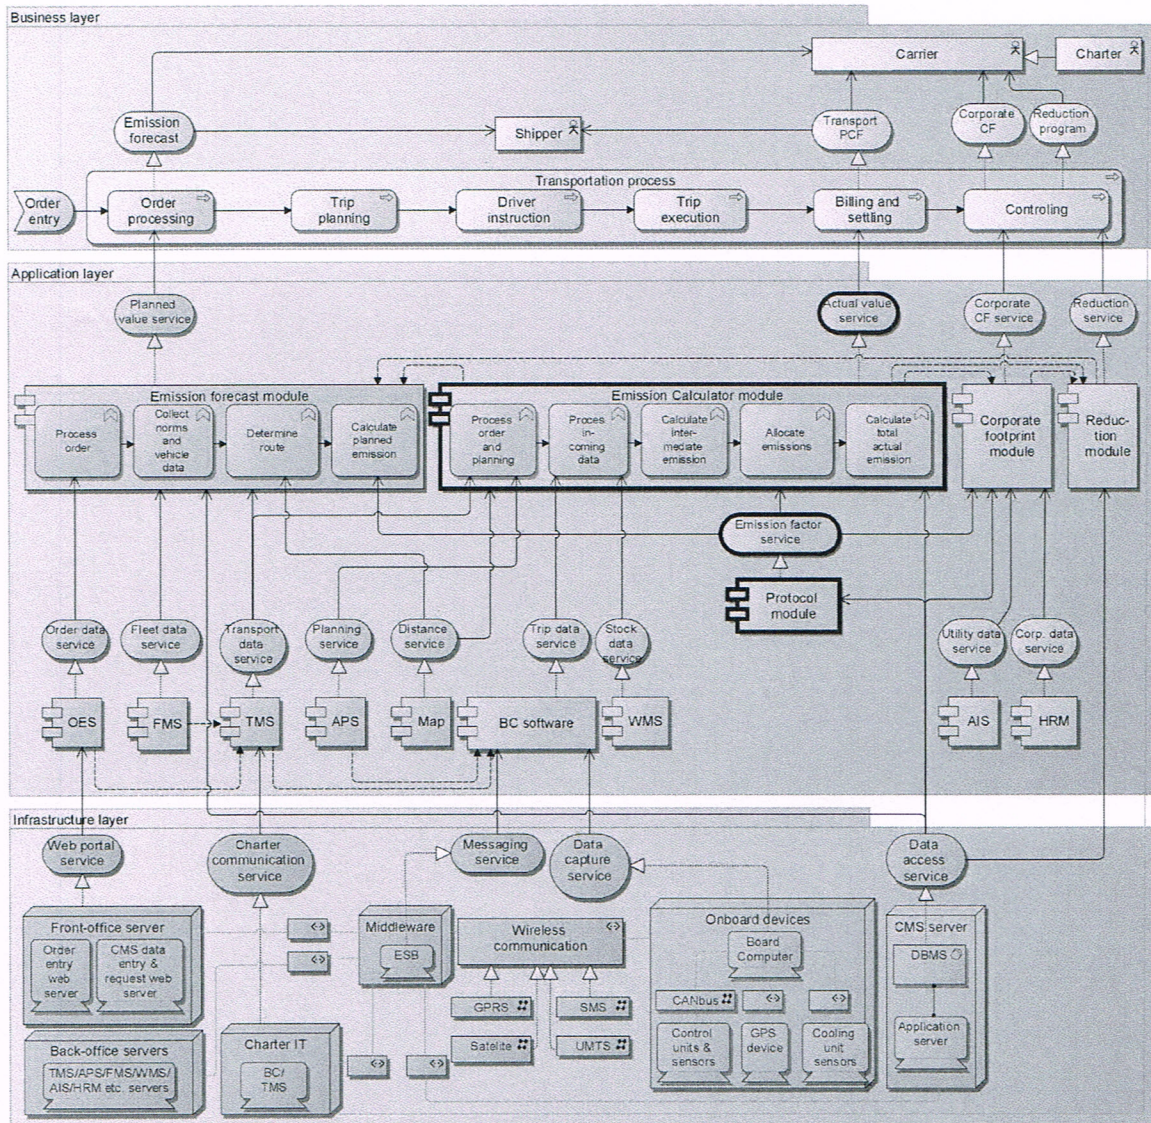 Business layer
Carrier
Charter
Emission
forecast
Shipper
Transport
PCF
Corporate
CF
Reduction
program
Transportation process
Order
entry
Order
processing
Trip
planning
Driver
instruction
Trip
execution
Billing and
settling
Controling
Application layer
Planned
value service
Actual value
service
Corporate
CF service
Reduction
service
Emission forecast module
Process
order
Collect
norms and
vehicle data
Determine
route
Calculate
planned
emission
Emission Calculator module
Process
order and
planning
Proces
in-
coming
data
Calculate
inter-
mediate
emission
Allocate
emissions
Calculate
total
actual
emission
Corporate
footprint
module
Reduc-
tion
module
Emission factor
service
Protocol
module
Order data
service
Fleet data
service
Transport
data
service
Planning
service
Distance
service
Trip data
service
Stock
data
service
Utility data
service
Corp. data
service
OES
FMS
TMS
APS
Map
BC software
WMS
AIS
HRM
Infrastructure layer
Web portal
service
Charter
communication
service
Messaging
service
Data
capture
service
Data
access
service
Front-office server
Order
entry
web
server
CMS data
entry &
request web
server
Middleware
ESB
Wireless
communication
GPRS
SMS
Satelite
UMTS
Onboard devices
Board
Computer
CANbus
Control
units &
sensors
GPS
device
Cooling
unit
sensors
CMS server
DBMS
Application
server
Back-office servers
TMS/APS/FMS/WMS/
AIS/HRM etc. servers
Charter IT
BC/
TMS